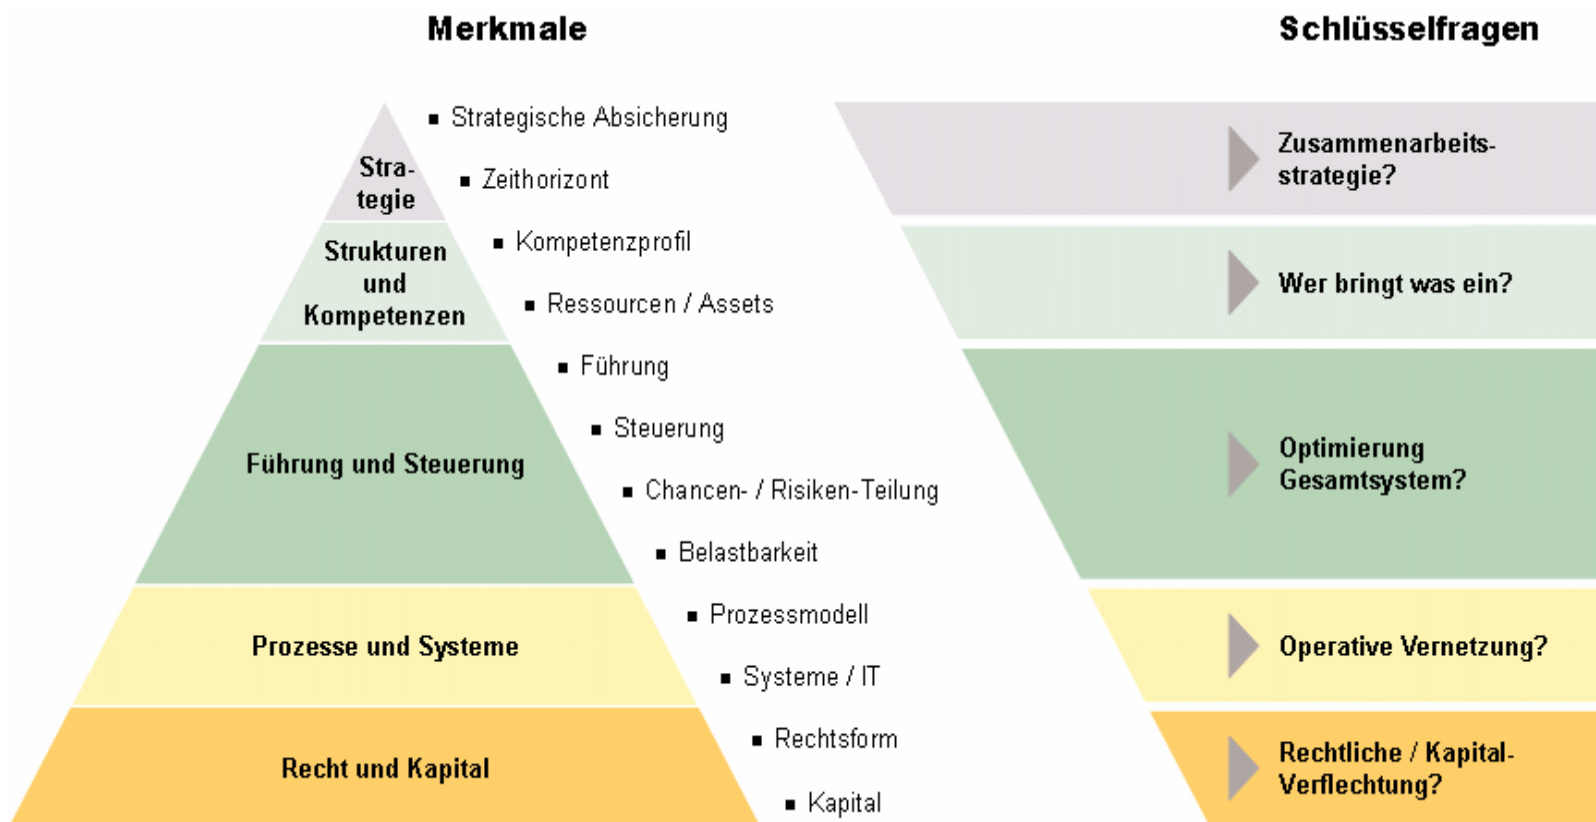 Merkmale
Schlüsselfragen
Stra-
tegie
Strukturen
und
Kompetenzen
Führung und Steuerung
Prozesse und Systeme
Recht und Kapital
▪ Strategische Absicherung
▪ Zeithorizont
▪ Kompetenzprofil
▪ Ressourcen / Assets
▪ Führung
▪ Steuerung
▪ Chancen- / Risiken-Teilung
▪ Belastbarkeit
▪ Prozessmodell
▪ Systeme / IT
▪ Rechtsform
▪ Kapital
Zusammenarbeits-
strategie?
Wer bringt was ein?
Optimierung
Gesamtsystem?
Operative Vernetzung?
Rechtliche / Kapital-
Verflechtung?